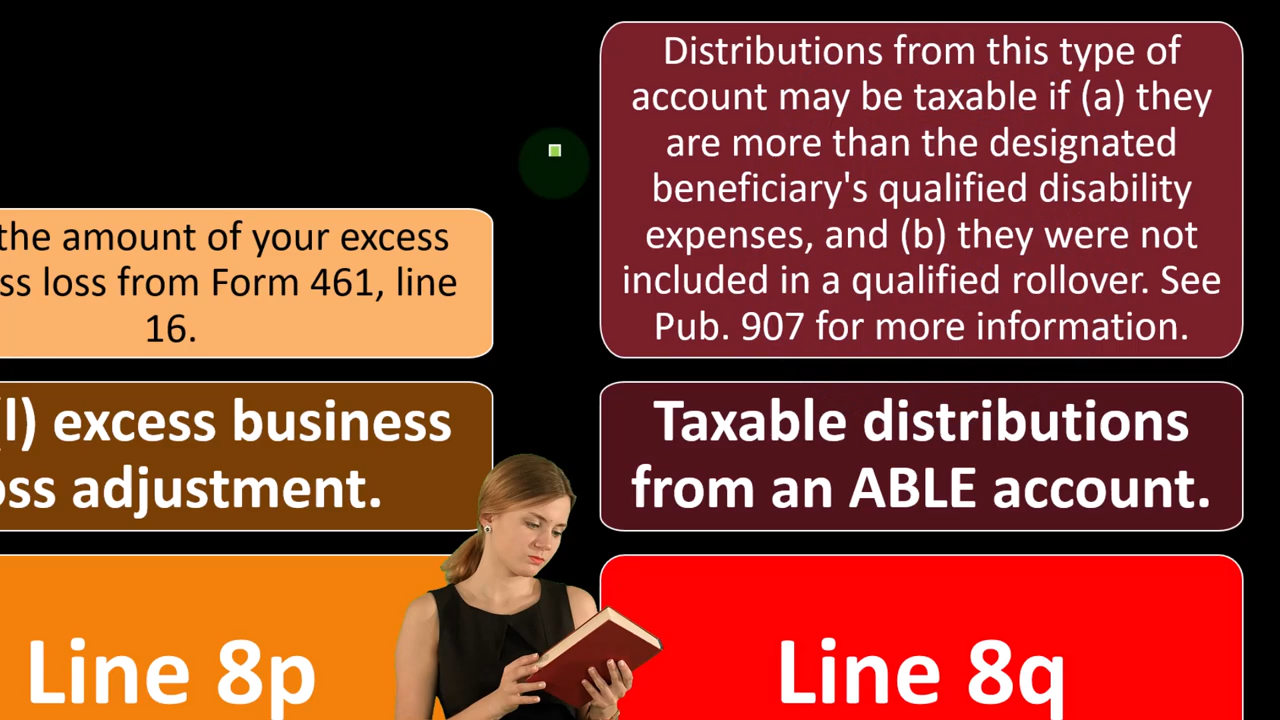 the amount of your excess
ss loss from Form 461, line
16.
(l) excess business
oss adjustment.
Line 8p
Distributions from this type of
account may be taxable if (a) they
are more than the designated
beneficiary's qualified disability
expenses, and (b) they were not
included in a qualified rollover. See
Pub. 907 for more information.
Taxable distributions
from an ABLE account.
Line 8q